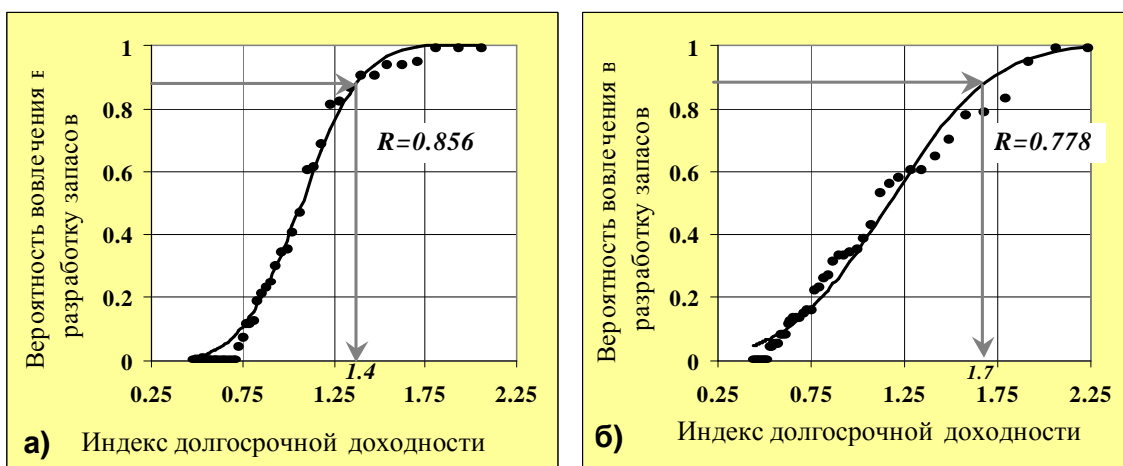 Вероятность вовлечения в
разработку запасов
1
0.8
0.6
0.4
0.2
0
R=0.856
1.4
0.25 0.75 1.25 1.75 2.25
а) Индекс долгосрочной доходности
Вероятность вовлечения в
разработку запасов
1
0.8
0.6
0.4
0.2
0
R=0.778
1.7
0.25 0.75 1.25 1.75 2.25
б) Индекс долгосрочной доходности